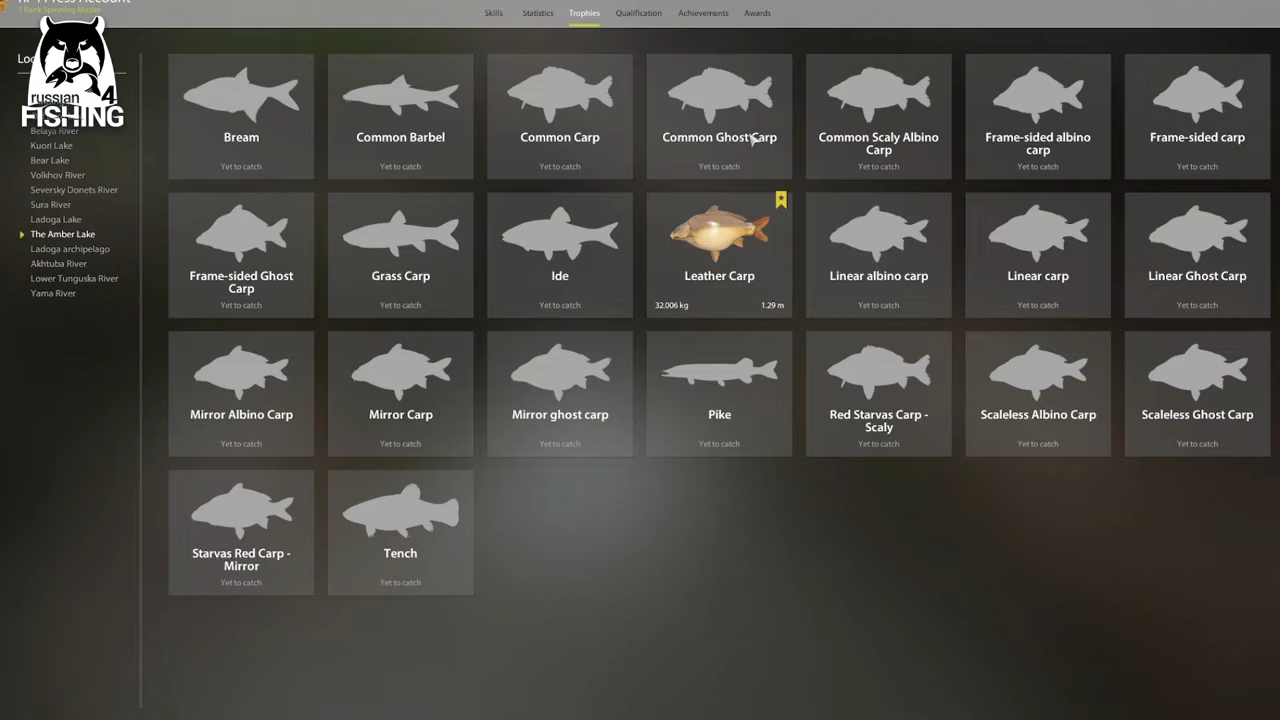 1 Rank Spinning Master
Skills
Statistics
Trophies
Qualification
Achievements
Awards
russian 4
FISHING
Belaya River
Kuori Lake
Bear Lake
Volkhov River
Seversky Donets River
Sura River
Ladoga Lake
The Amber Lake
Ladoga archipelago
Akhtuba River
Lower Tunguska River
Yama River
Bream
Yet to catch
Common Barbel
Yet to catch
Common Carp
Yet to catch
Common Ghost Carp
Yet to catch
Common Scaly Albino
Carp
Yet to catch
Frame-sided albino
carp
Yet to catch
Frame-sided carp
Yet to catch
Frame-sided Ghost
Carp
Yet to catch
Grass Carp
Yet to catch
Ide
Yet to catch
Leather Carp
32.006 kg
1.29 m
Linear albino carp
Yet to catch
Linear carp
Yet to catch
Linear Ghost Carp
Yet to catch
Mirror Albino Carp
Yet to catch
Mirror Carp
Yet to catch
Mirror ghost carp
Yet to catch
Pike
Yet to catch
Red Starvas Carp -
Scaly
Yet to catch
Scaleless Albino Carp
Yet to catch
Scaleless Ghost Carp
Yet to catch
Starvas Red Carp -
Mirror
Yet to catch
Tench
Yet to catch